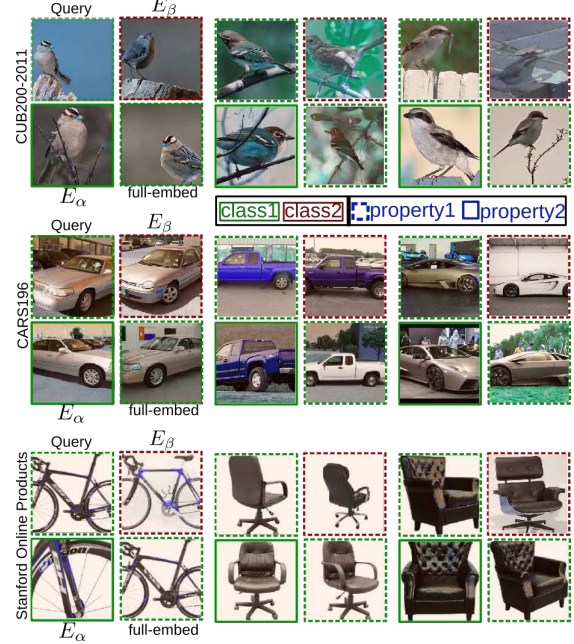 Query
E_β
CUB200-2011
E_α
full-embed
class1 class2 property1 property2
Query
E_β
CARS196
E_α
full-embed
Query
E_β
Stanford Online Products
E_α
full-embed